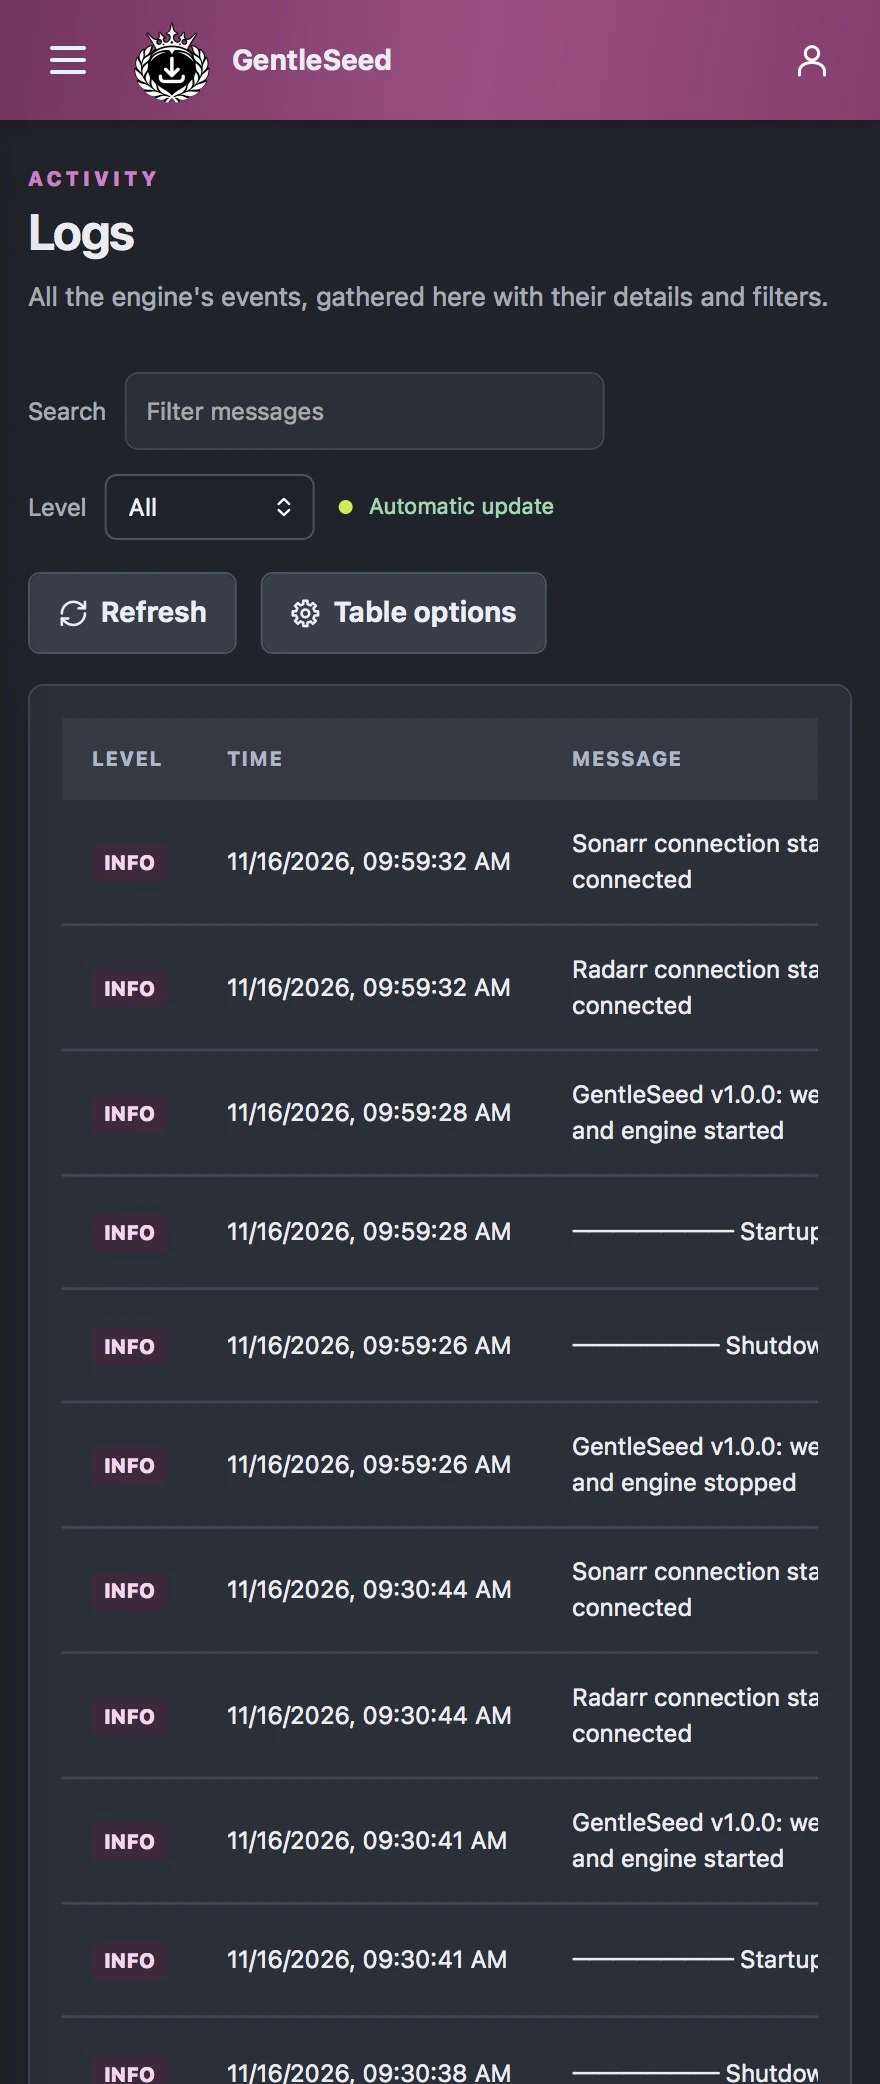 GentleSeed
ACTIVITY
Logs
All the engine's events, gathered here with their details and filters.
Search Filter messages
Level All Automatic update
Refresh Table options
LEVEL TIME MESSAGE
INFO 11/16/2026, 09:59:32 AM Sonarr connection sta
connected
INFO 11/16/2026, 09:59:32 AM Radarr connection sta
connected
INFO 11/16/2026, 09:59:28 AM GentleSeed v1.0.0: we
and engine started
INFO 11/16/2026, 09:59:28 AM ——————— Startup
INFO 11/16/2026, 09:59:26 AM —————— Shutdow
INFO 11/16/2026, 09:59:26 AM GentleSeed v1.0.0: we
and engine stopped
INFO 11/16/2026, 09:30:44 AM Sonarr connection sta
connected
INFO 11/16/2026, 09:30:44 AM Radarr connection sta
connected
INFO 11/16/2026, 09:30:41 AM GentleSeed v1.0.0: we
and engine started
INFO 11/16/2026, 09:30:41 AM ——————— Startup
INFO 11/16/2026, 09:30:38 AM —————— Shutdow